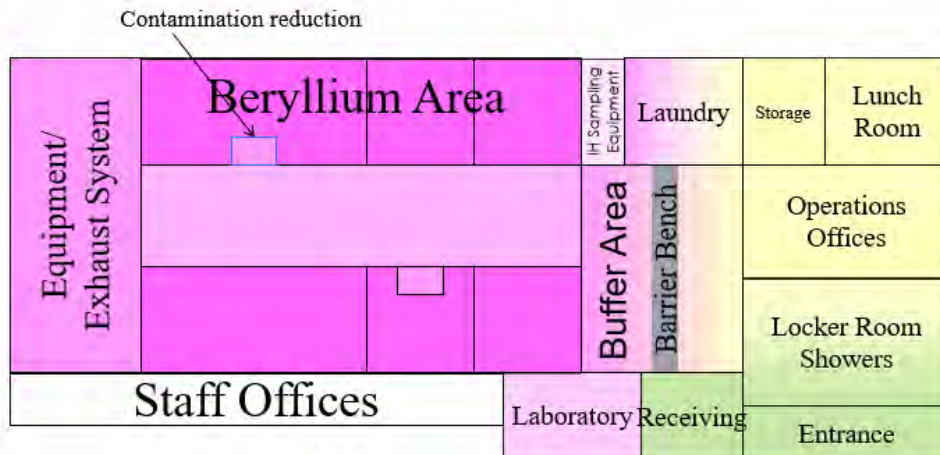 Contamination reduction
Beryllium Area
Equipment/
Exhaust System
IH Sampling
Equipment
Laundry
Storage
Lunch
Room
Buffer Area
Barrier Bench
Operations
Offices
Locker Room
Showers
Staff Offices
Laboratory
Receiving
Entrance